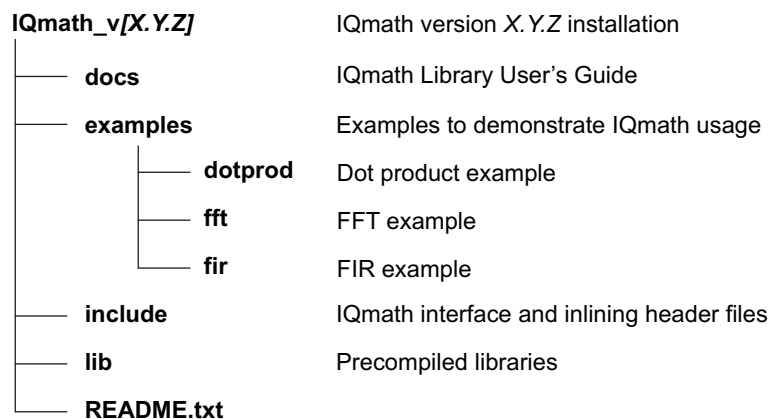 IQmath_v[X.Y.Z] IQmath version X.Y.Z installation
docs IQmath Library User's Guide
examples Examples to demonstrate IQmath usage
dotprod Dot product example
fft FFT example
fir FIR example
include IQmath interface and inlining header files
lib Precompiled libraries
README.txt